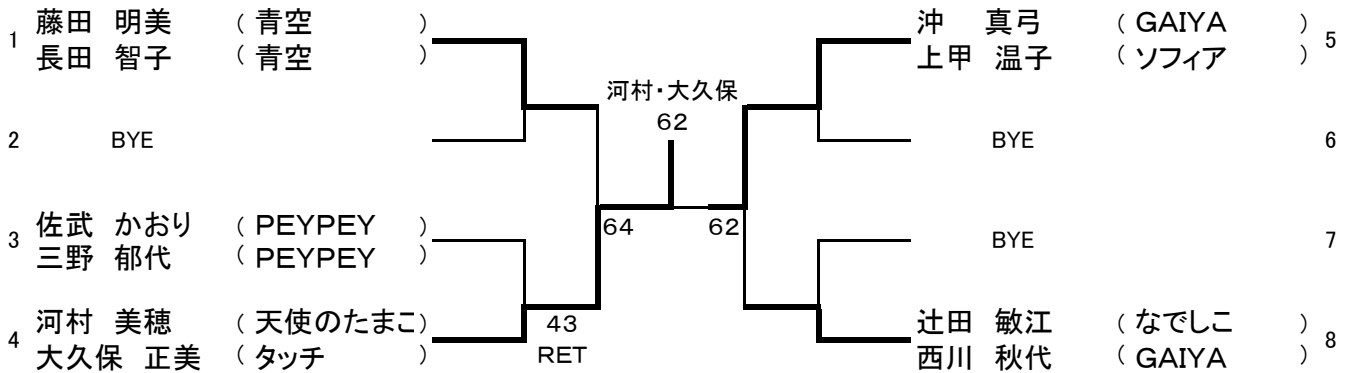 1 藤田 明美 ( 青空 )
長田 智子 ( 青空 )
2 BYE
3 佐武 かおり ( PEYPEY )
三野 郁代 ( PEYPEY )
4 河村 美穂 ( 天使のたまご)
大久保 正美 ( タッチ )
43
RET
64
河村・大久保
62
62
沖 真弓 ( GAIYA ) 5
上甲 温子 ( ソフィア )
BYE 6
BYE 7
辻田 敏江 ( なでしこ ) 8
西川 秋代 ( GAIYA )